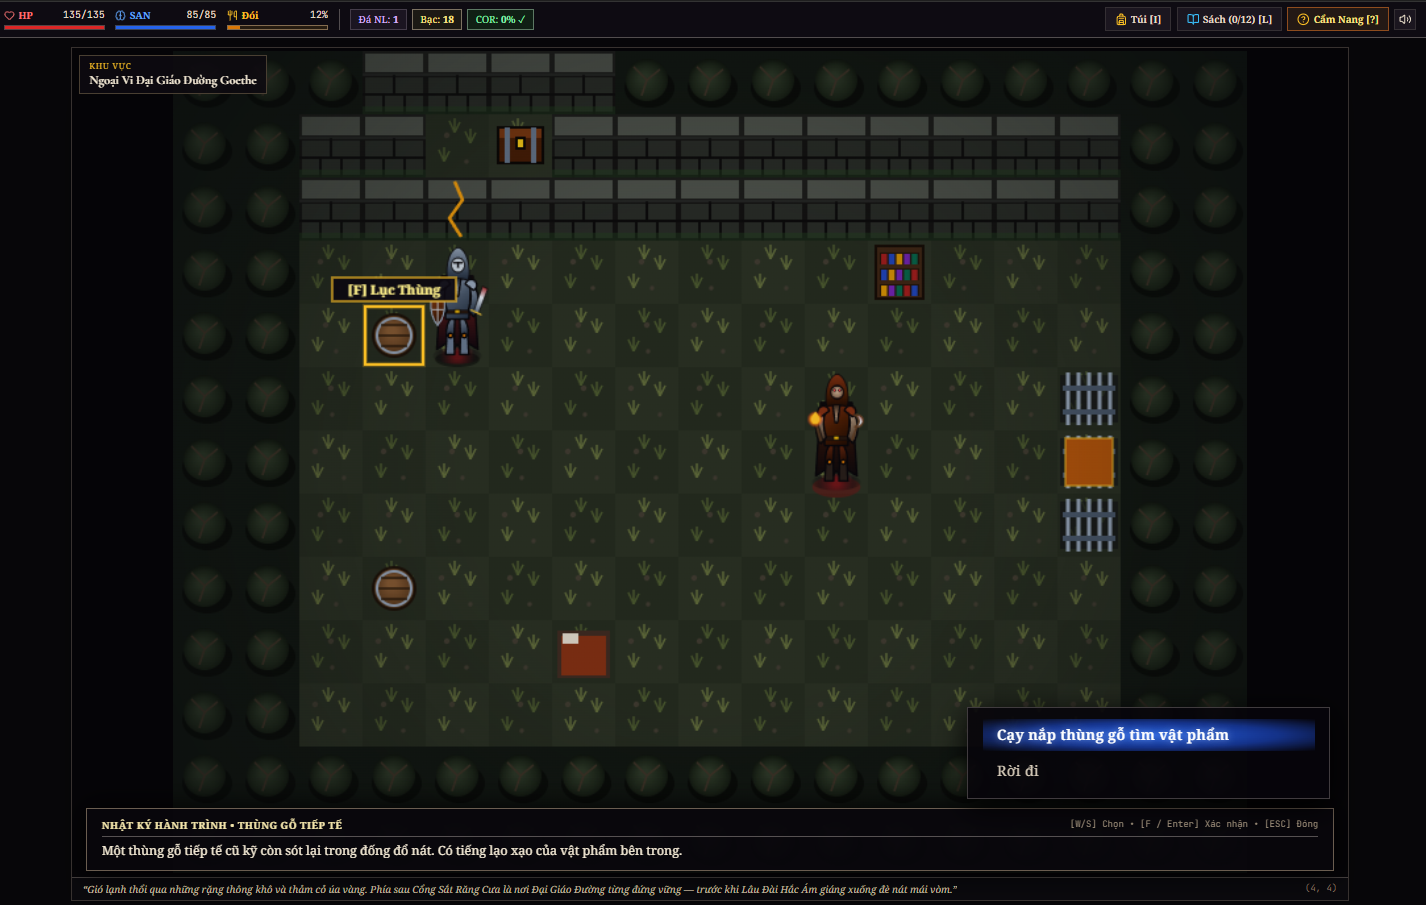 HP 135/135 SAN 85/85 Đói 12% Đá NL: 1 Bạc: 18 COR: 0% ✓ Túi [I] Sách (0/12) [L] Cẩm Nang [?]
KHU VỰC
Ngoại Vi Đại Giáo Đường Goethe
[F] Lục Thùng
Cạy nắp thùng gỗ tìm vật phẩm
Rời đi
NHẬT KÝ HÀNH TRÌNH • THÙNG GỖ TIẾP TẾ [W/S] Chọn • [F / Enter] Xác nhận • [ESC] Đóng
Một thùng gỗ tiếp tế cũ kỹ còn sót lại trong đống đổ nát. Có tiếng lạo xạo của vật phẩm bên trong.
"Gió lạnh thổi qua những rặng thông khô và thảm cỏ úa vàng. Phía sau Cổng Sắt Răng Cưa là nơi Đại Giáo Đường từng đứng vững — trước khi Lâu Đài Hắc Ám giáng xuống đè nát mái vòm." (4, 4)